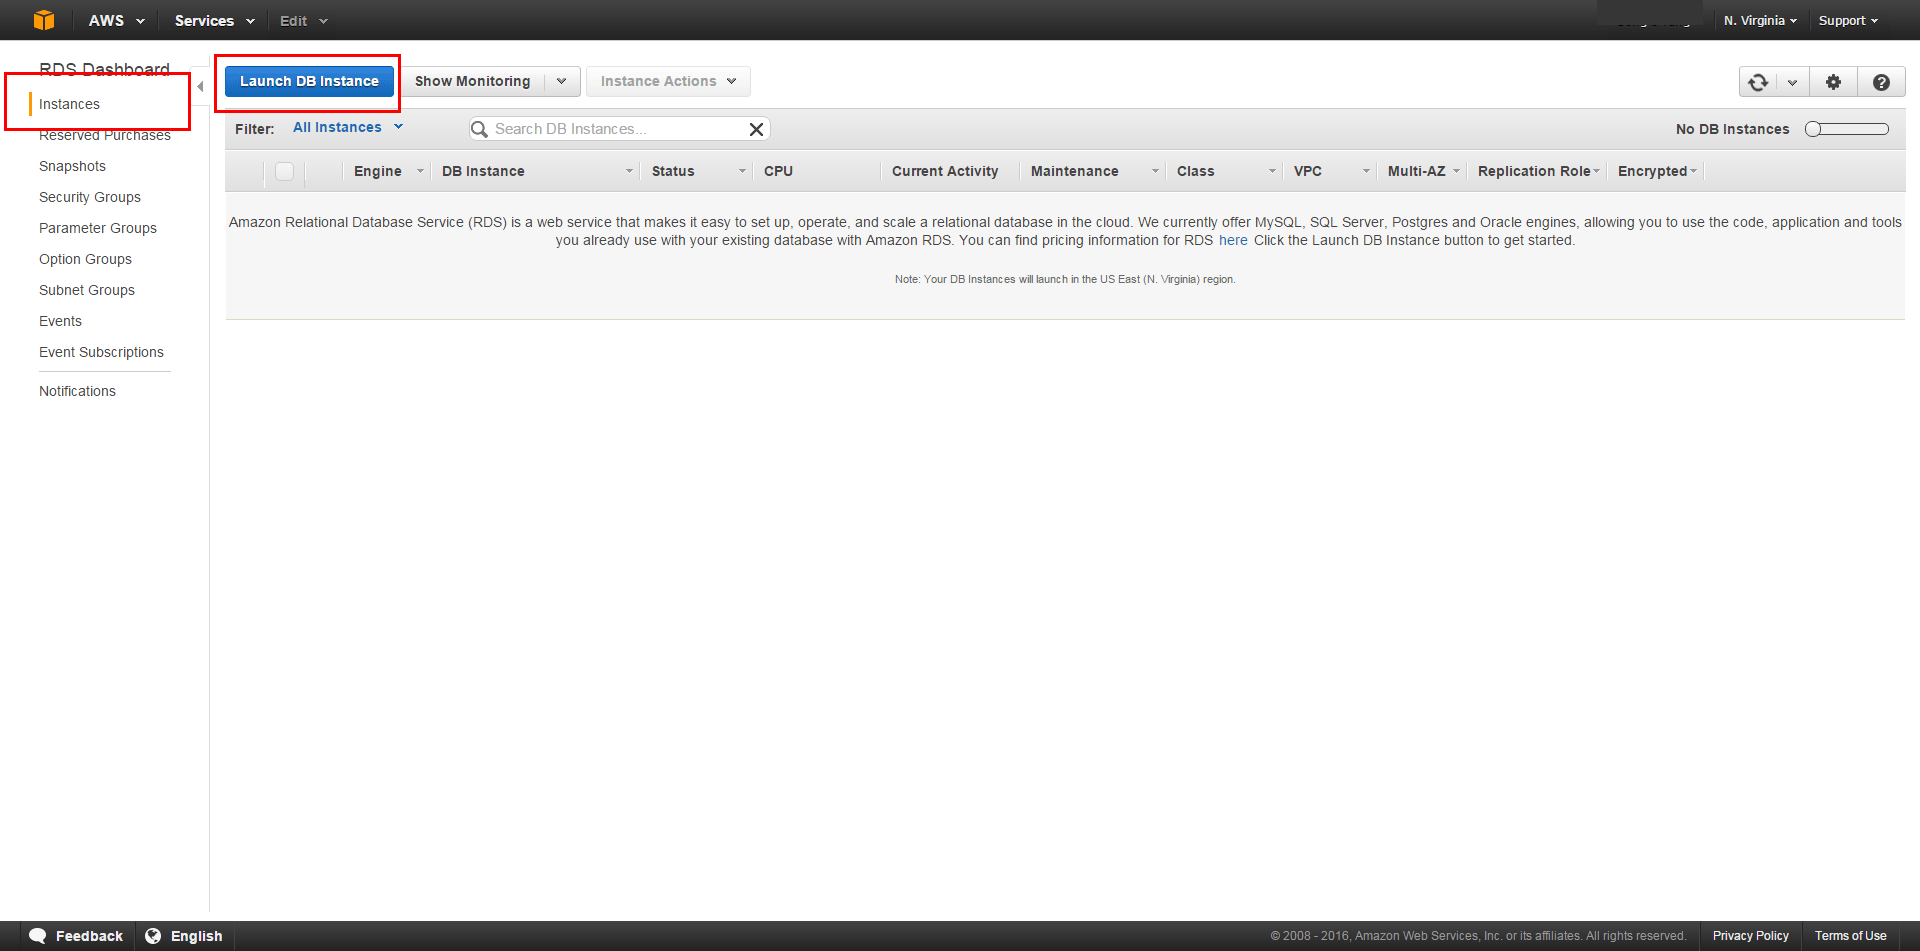 AWS Services Edit N. Virginia Support
RDS Dashboard
Instances
Reserved Purchases
Snapshots
Security Groups
Parameter Groups
Option Groups
Subnet Groups
Events
Event Subscriptions
Notifications
Launch DB Instance Show Monitoring Instance Actions
Filter: All Instances Search DB Instances... No DB Instances
Engine DB Instance Status CPU Current Activity Maintenance Class VPC Multi-AZ Replication Role Encrypted
Amazon Relational Database Service (RDS) is a web service that makes it easy to set up, operate, and scale a relational database in the cloud. We currently offer MySQL, SQL Server, Postgres and Oracle engines, allowing you to use the code, application and tools
you already use with your existing database with Amazon RDS. You can find pricing information for RDS here Click the Launch DB Instance button to get started.
Note: Your DB Instances will launch in the US East (N. Virginia) region.
Feedback English © 2008 - 2016, Amazon Web Services, Inc. or its affiliates. All rights reserved. Privacy Policy Terms of Use